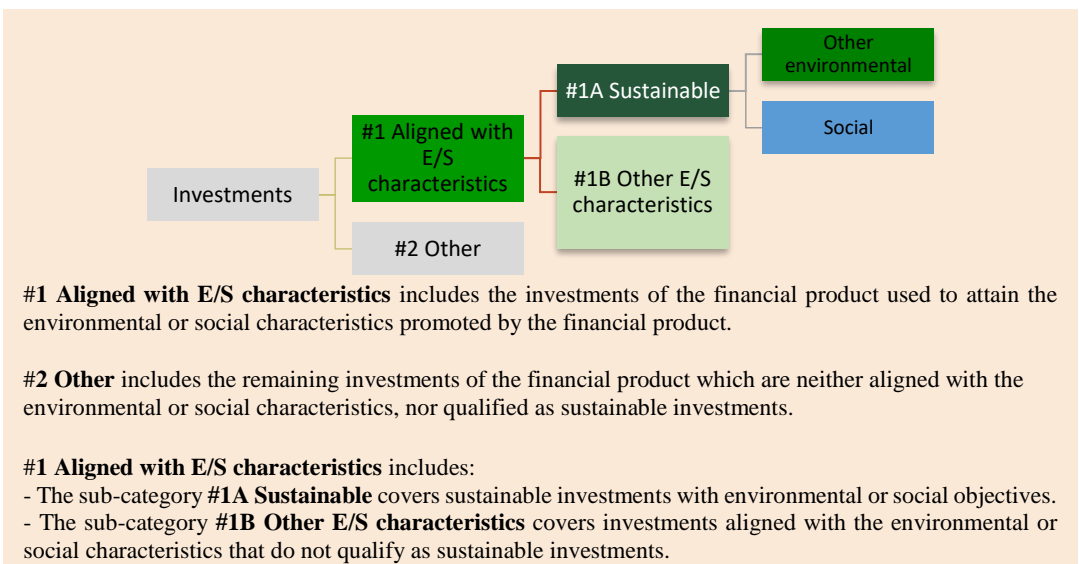 Other
environmental
#1A Sustainable
#1 Aligned with
E/S
characteristics
Social
Investments
#1B Other E/S
characteristics
#2 Other
#1 Aligned with E/S characteristics includes the investments of the financial product used to attain the
environmental or social characteristics promoted by the financial product.
#2 Other includes the remaining investments of the financial product which are neither aligned with the
environmental or social characteristics, nor qualified as sustainable investments.
#1 Aligned with E/S characteristics includes:
- The sub-category #1A Sustainable covers sustainable investments with environmental or social objectives.
- The sub-category #1B Other E/S characteristics covers investments aligned with the environmental or
social characteristics that do not qualify as sustainable investments.